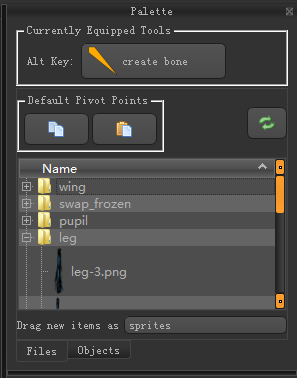 Palette
Currently Equipped Tools
Alt Key: create bone
Default Pivot Points
Name
wing
swap_frozen
pupil
leg
leg-3.png
Drag new items as sprites
Files Objects